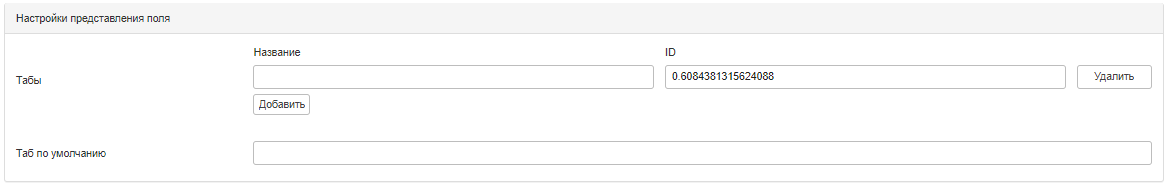 Настройки представления поля
Название ID
Табы 0.6084381315624088 Удалить
Добавить
Таб по умолчанию